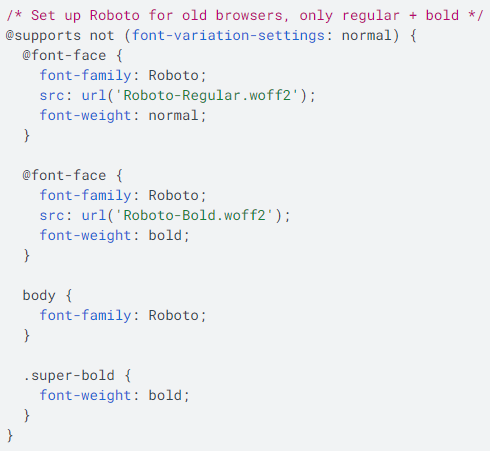 /* Set up Roboto for old browsers, only regular + bold */
@supports not (font-variation-settings: normal) {
  @font-face {
    font-family: Roboto;
    src: url('Roboto-Regular.woff2');
    font-weight: normal;
  }

  @font-face {
    font-family: Roboto;
    src: url('Roboto-Bold.woff2');
    font-weight: bold;
  }

  body {
    font-family: Roboto;
  }

  .super-bold {
    font-weight: bold;
  }
}